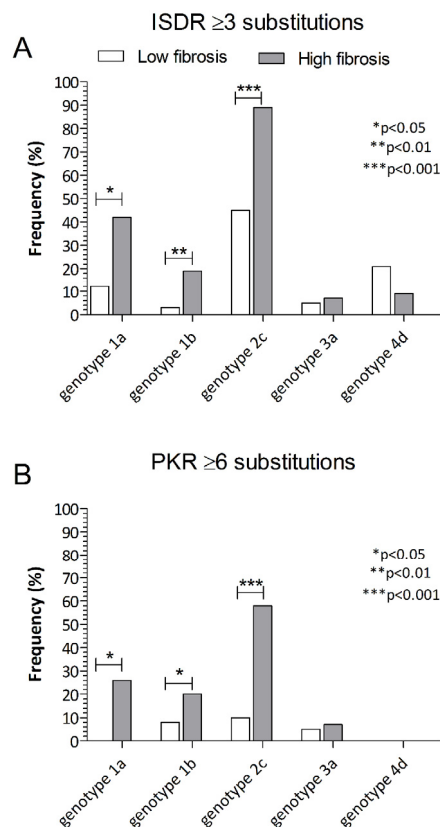 ISDR ≥3 substitutions
A
Low fibrosis
High fibrosis
Frequency (%)
100
90
80
70
60
50
40
30
20
10
0
*
**
***
*p<0.05
**p<0.01
***p<0.001
genotype 1a
genotype 1b
genotype 2c
genotype 3a
genotype 4d
PKR ≥6 substitutions
B
Frequency (%)
100
90
80
70
60
50
40
30
20
10
0
*
*
***
*p<0.05
**p<0.01
***p<0.001
genotype 1a
genotype 1b
genotype 2c
genotype 3a
genotype 4d